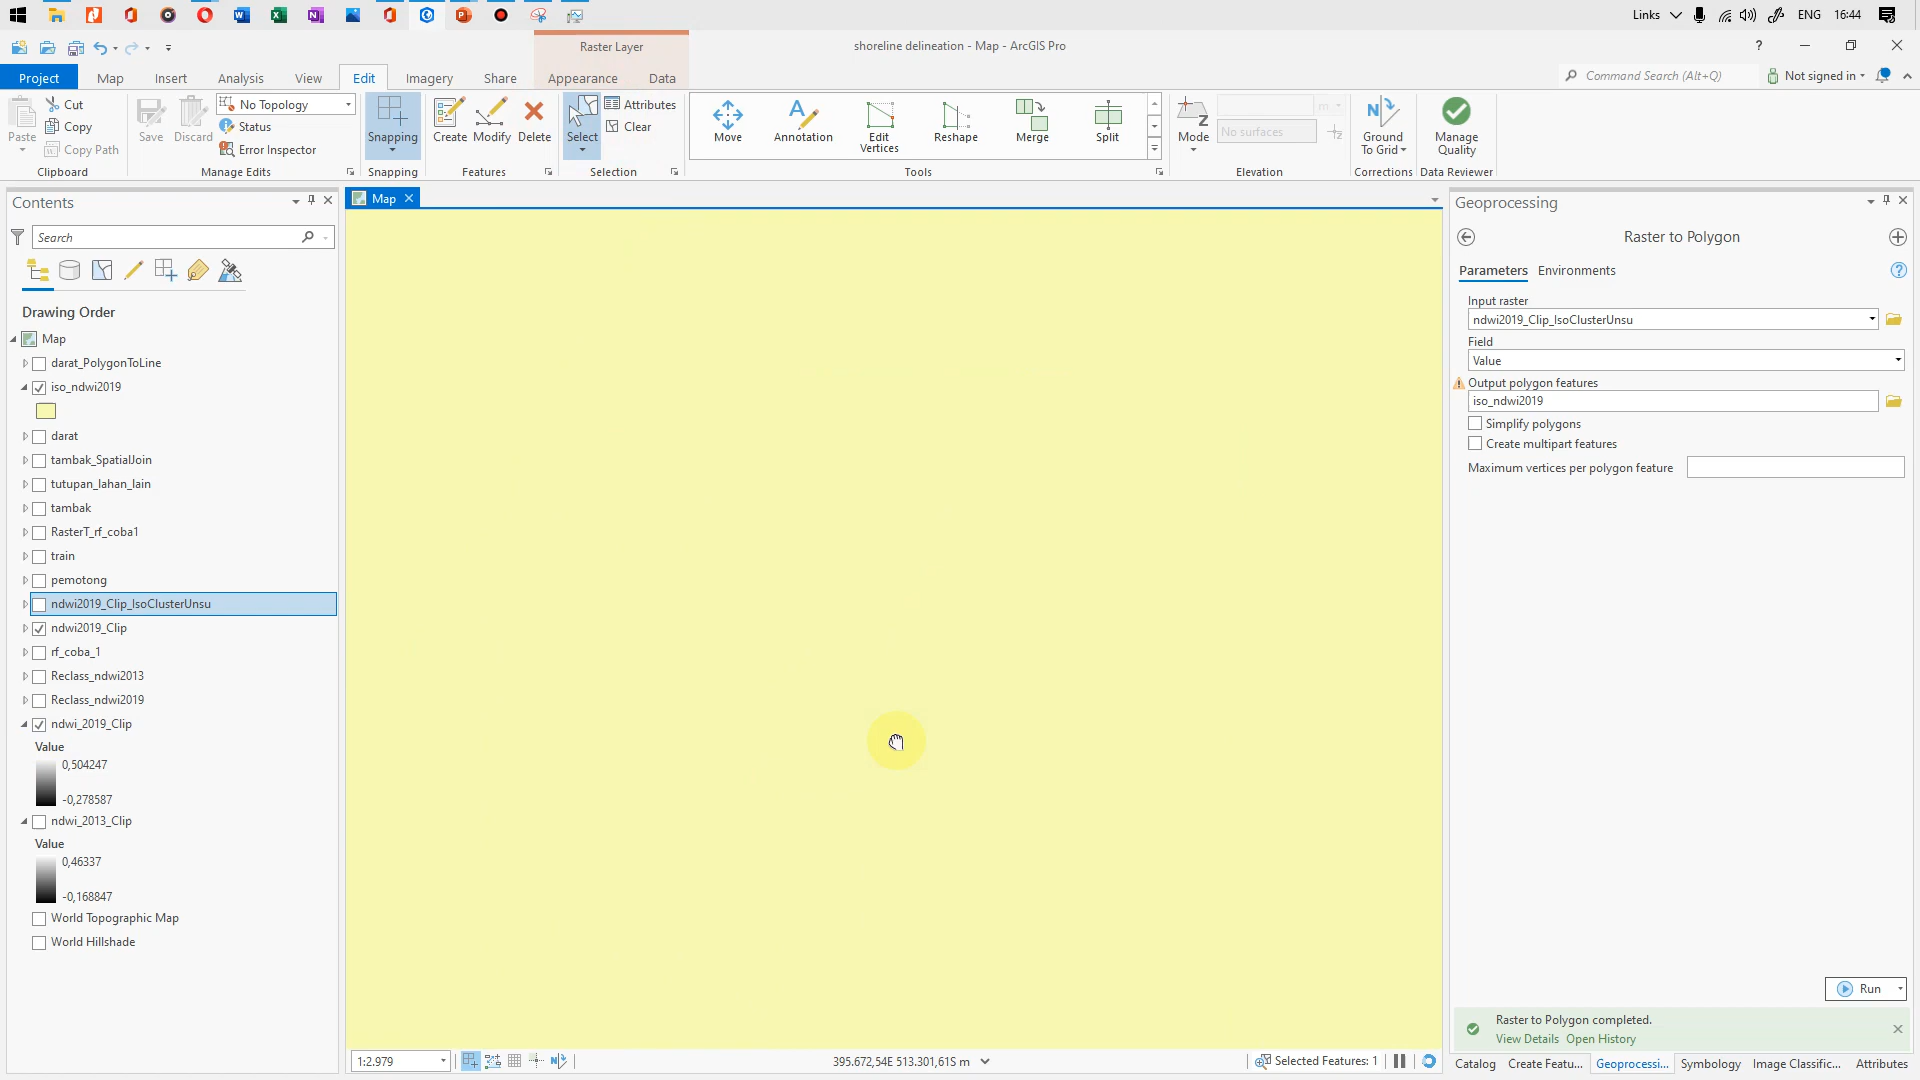 Links
ENG
16:44
Raster Layer
shoreline delineation - Map - ArcGIS Pro
?
Project
Map
Insert
Analysis
View
Edit
Imagery
Share
Appearance
Data
Command Search (Alt+Q)
Not signed in
Paste
Cut
Copy
Copy Path
Clipboard
Save
Discard
No Topology
Status
Error Inspector
Manage Edits
Snapping
Snapping
Create
Modify
Delete
Features
Select
Attributes
Clear
Selection
Move
Annotation
Edit
Vertices
Reshape
Merge
Split
Tools
Mode
m
No surfaces
Elevation
Ground
To Grid
Corrections
Manage
Quality
Data Reviewer
Contents
Search
Drawing Order
Map
darat_PolygonToLine
iso_ndwi2019
darat
tambak_SpatialJoin
tutupan_lahan_lain
tambak
RasterT_rf_coba1
train
pemotong
ndwi2019_Clip_IsoClusterUnsu
ndwi2019_Clip
rf_coba_1
Reclass_ndwi2013
Reclass_ndwi2019
ndwi_2019_Clip
Value
0,504247
-0,278587
ndwi_2013_Clip
Value
0,46337
-0,168847
World Topographic Map
World Hillshade
Map
1:2.979
395.672,54E 513.301,61S m
Selected Features: 1
Geoprocessing
Raster to Polygon
Parameters
Environments
Input raster
ndwi2019_Clip_IsoClusterUnsu
Field
Value
Output polygon features
iso_ndwi2019
Simplify polygons
Create multipart features
Maximum vertices per polygon feature
Run
Raster to Polygon completed.
View Details Open History
Catalog
Create Featu...
Geoprocessi...
Symbology
Image Classific...
Attributes